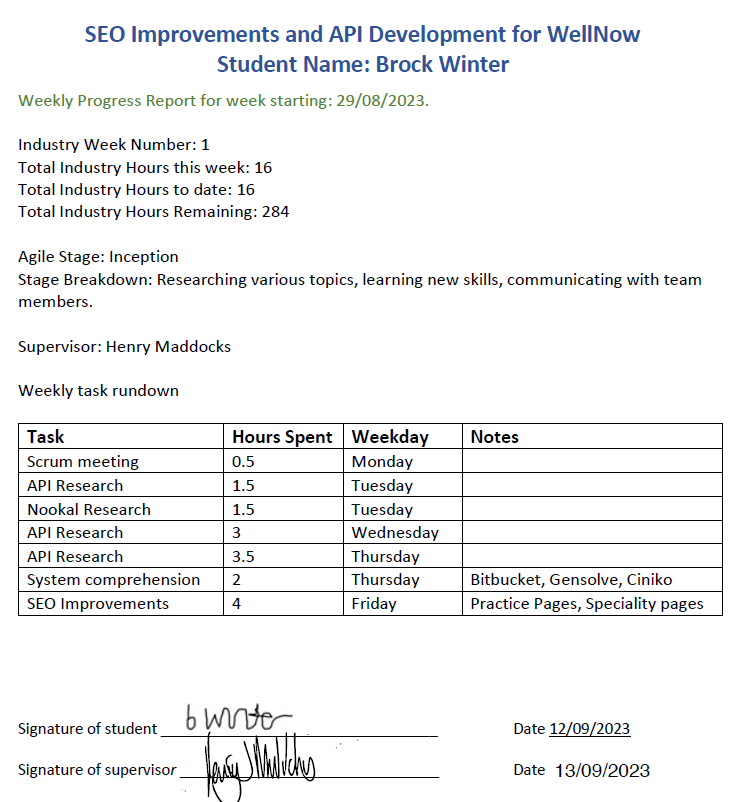 SEO Improvements and API Development for WellNow
Student Name: Brock Winter
Weekly Progress Report for week starting: 29/08/2023.
Industry Week Number: 1
Total Industry Hours this week: 16
Total Industry Hours to date: 16
Total Industry Hours Remaining: 284
Agile Stage: Inception
Stage Breakdown: Researching various topics, learning new skills, communicating with team
members.
Supervisor: Henry Maddocks
Weekly task rundown
Task Hours Spent Weekday Notes
Scrum meeting 0.5 Monday
API Research 1.5 Tuesday
Nookal Research 1.5 Tuesday
API Research 3 Wednesday
API Research 3.5 Thursday
System comprehension 2 Thursday Bitbucket, Gensolve, Ciniko
SEO Improvements 4 Friday Practice Pages, Speciality pages
Signature of student b winter Date 12/09/2023
Signature of supervisor Date 13/09/2023